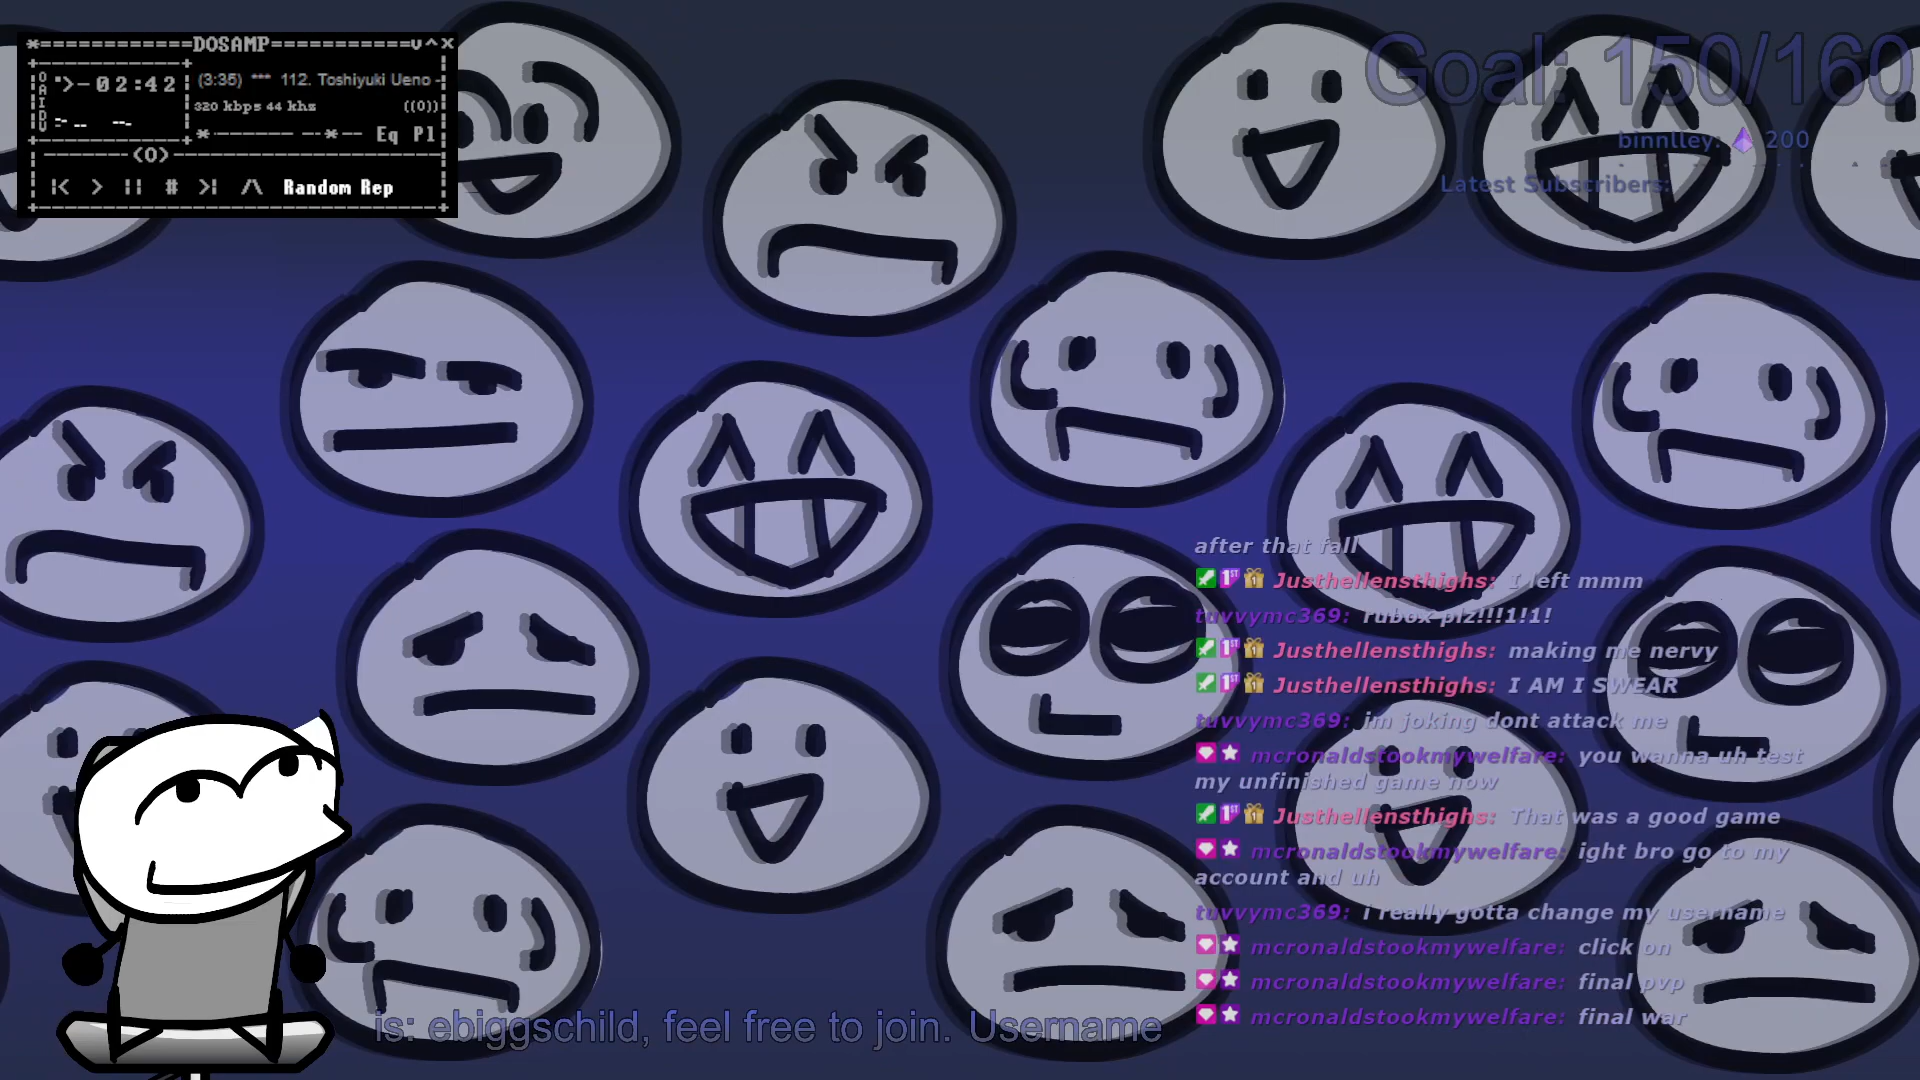 DOSAMP
02:42
(3:35) *** 112. Toshiyuki Ueno -
320 kbps 44 khz
((O))
Eq Pl
Random Rep
Goal: 150/160
binnlley: 200
Latest Subscribers:
after that fall
Justhellensthighs: I left mmm
tuvvymc369: rubox plz!!!1!1!
Justhellensthighs: making me nervy
Justhellensthighs: I AM I SWEAR
tuvvymc369: im joking dont attack me
mcronaldstookmywelfare: you wanna uh test
my unfinished game now
Justhellensthighs: That was a good game
mcronaldstookmywelfare: ight bro go to my
account and uh
tuvvymc369: i really gotta change my username
mcronaldstookmywelfare: click on
mcronaldstookmywelfare: final pvp
mcronaldstookmywelfare: final war
is: ebiggschild, feel free to join. Username